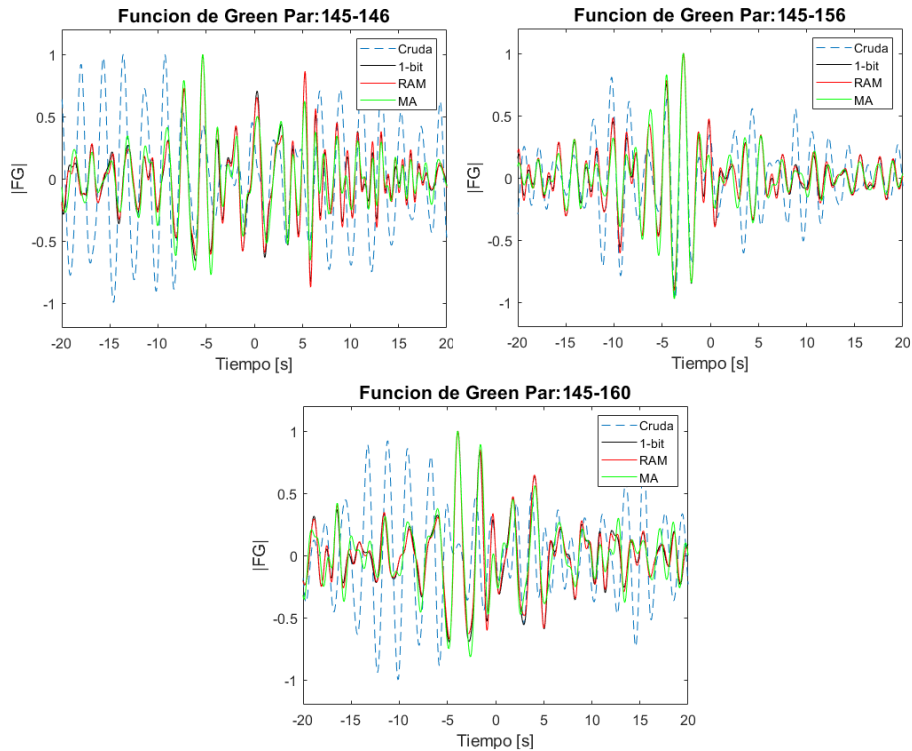 Funcion de Green Par:145-146
Cruda
1-bit
RAM
MA
1
0.5
0
-0.5
-1
|FG|
-20 -15 -10 -5 0 5 10 15 20
Tiempo [s]
Funcion de Green Par:145-156
Cruda
1-bit
RAM
MA
1
0.5
0
-0.5
-1
|FG|
-20 -15 -10 -5 0 5 10 15 20
Tiempo [s]
Funcion de Green Par:145-160
Cruda
1-bit
RAM
MA
1
0.5
0
-0.5
-1
|FG|
-20 -15 -10 -5 0 5 10 15 20
Tiempo [s]